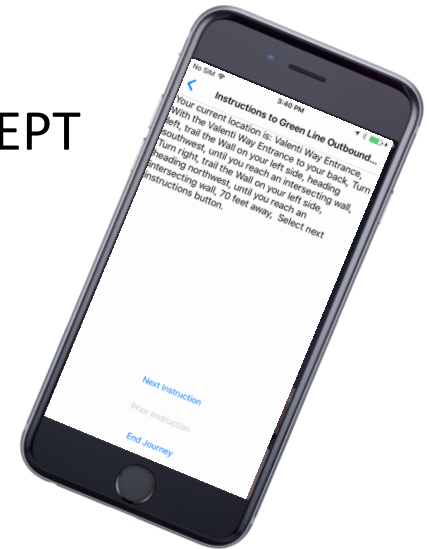 EPT
No SIM 3:40 PM
Instructions to Green Line Outbound...
Your current location is: Valenti Way Entrance,
With the Valenti Way Entrance to your back, Turn
left, trail the Wall on your left side, heading
southwest, until you reach an intersecting wall,
Turn right, trail the Wall on your left side,
heading northwest, until you reach an
intersecting wall, 70 feet away, Select next
instructions button.
Next Instruction
Prior Instruction
End Journey